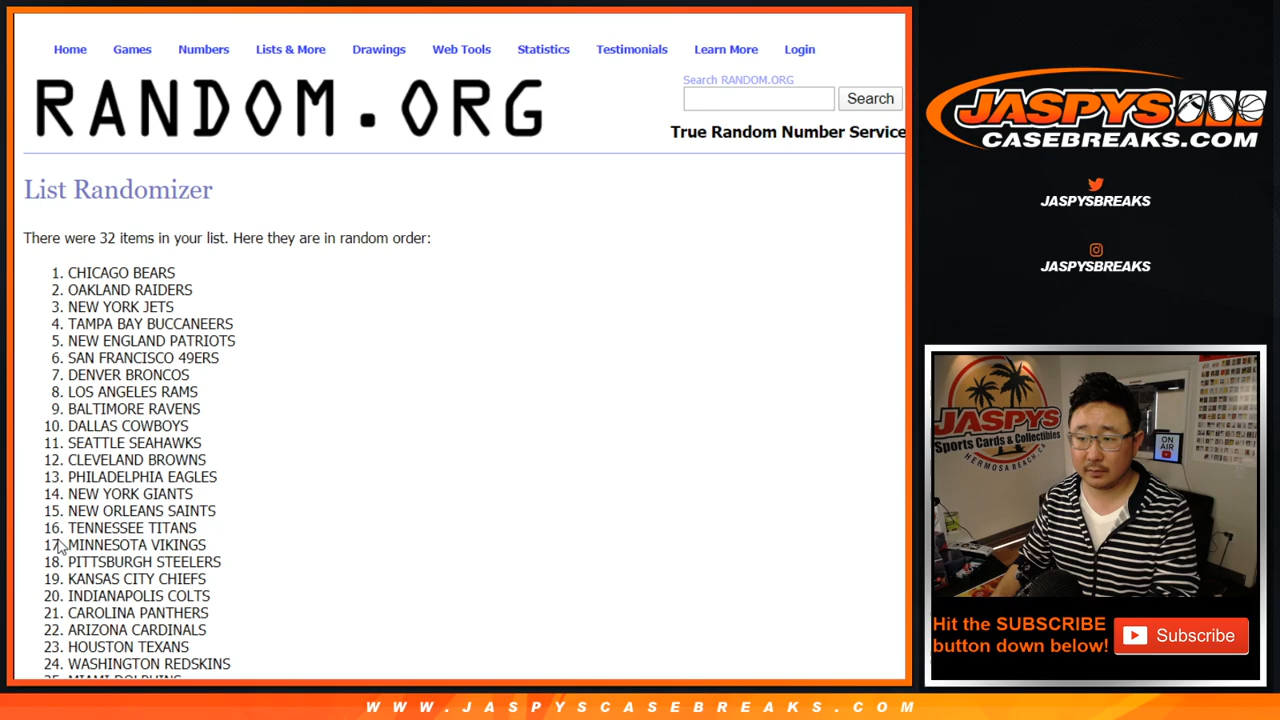 Home Games Numbers Lists & More Drawings Web Tools Statistics Testimonials Learn More Login
RANDOM.ORG
Search RANDOM.ORG
Search
True Random Number Service
List Randomizer
There were 32 items in your list. Here they are in random order:
1. CHICAGO BEARS
2. OAKLAND RAIDERS
3. NEW YORK JETS
4. TAMPA BAY BUCCANEERS
5. NEW ENGLAND PATRIOTS
6. SAN FRANCISCO 49ERS
7. DENVER BRONCOS
8. LOS ANGELES RAMS
9. BALTIMORE RAVENS
10. DALLAS COWBOYS
11. SEATTLE SEAHAWKS
12. CLEVELAND BROWNS
13. PHILADELPHIA EAGLES
14. NEW YORK GIANTS
15. NEW ORLEANS SAINTS
16. TENNESSEE TITANS
17. MINNESOTA VIKINGS
18. PITTSBURGH STEELERS
19. KANSAS CITY CHIEFS
20. INDIANAPOLIS COLTS
21. CAROLINA PANTHERS
22. ARIZONA CARDINALS
23. HOUSTON TEXANS
24. WASHINGTON REDSKINS
25. MIAMI DOLPHINS
JASPYS
CASEBREAKS.COM
JASPYSBREAKS
JASPYSBREAKS
JASPYS
Sports Cards & Collectibles
HERMOSA BEACH, CA
ON AIR
Hit the SUBSCRIBE
button down below!
Subscribe
WWW.JASPYSCASEBREAKS.COM